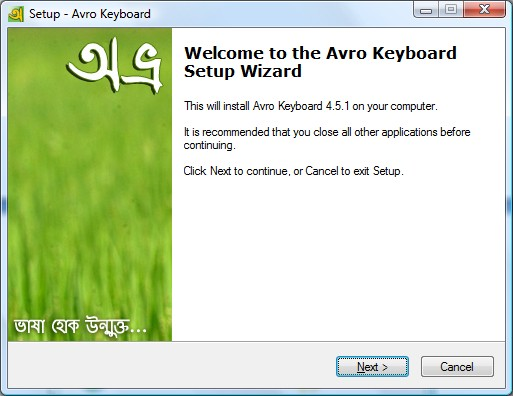 Setup - Avro Keyboard
অভ্র
Welcome to the Avro Keyboard
Setup Wizard
This will install Avro Keyboard 4.5.1 on your computer.
It is recommended that you close all other applications before
continuing.
Click Next to continue, or Cancel to exit Setup.
ভাষা হোক উন্মুক্ত...
Next >
Cancel